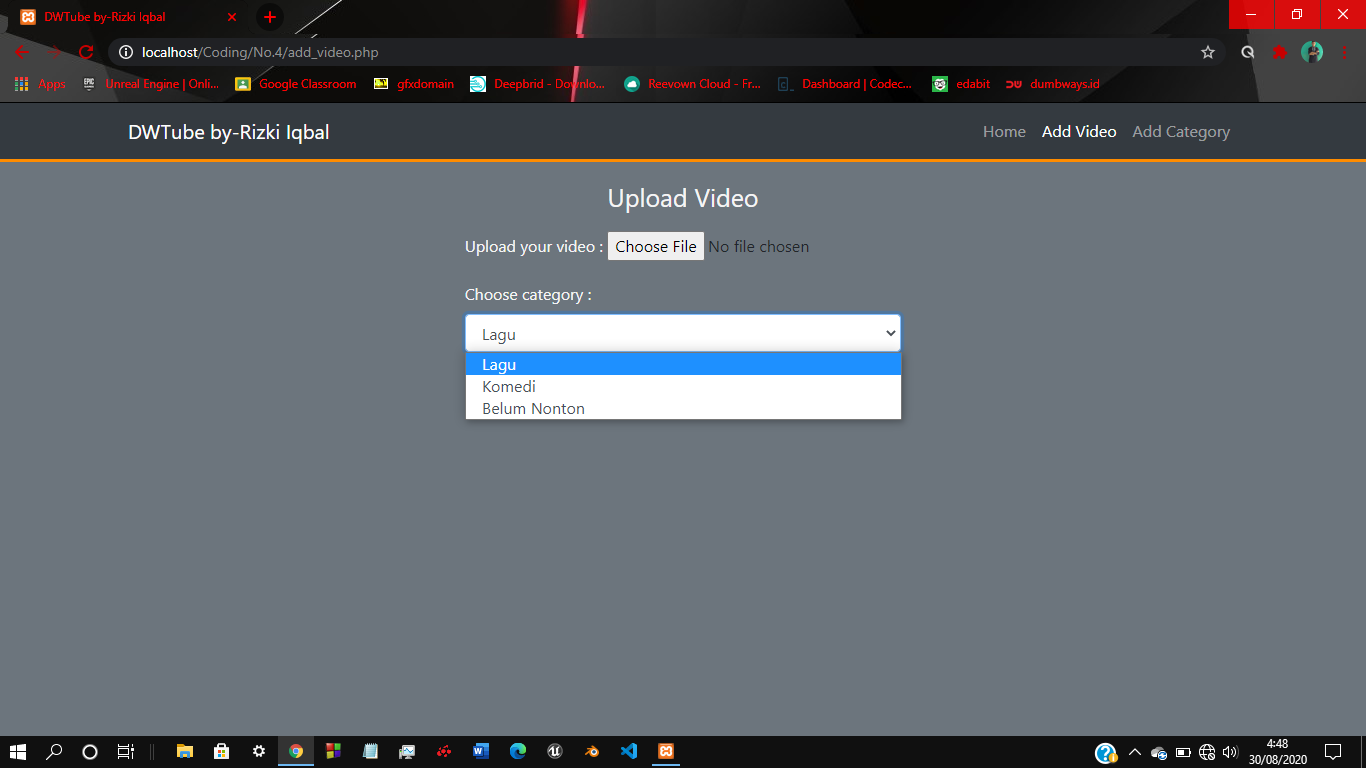 DWTube by-Rizki Iqbal
localhost/Coding/No.4/add_video.php
Apps
Unreal Engine | Onli...
Google Classroom
gfxdomain
Deepbrid - Downlo...
Reevown Cloud - Fr...
Dashboard | Codec...
edabit
dumbways.id
DWTube by-Rizki Iqbal
Home Add Video Add Category
Upload Video
Upload your video : Choose File No file chosen
Choose category :
Lagu
Lagu
Komedi
Belum Nonton
4:48
30/08/2020